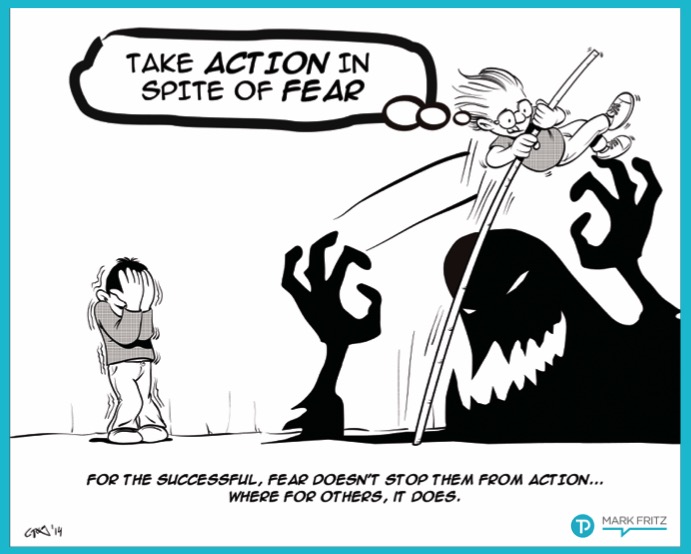 TAKE ACTION IN
SPITE OF FEAR
FOR THE SUCCESSFUL, FEAR DOESN'T STOP THEM FROM ACTION...
WHERE FOR OTHERS, IT DOES.
'14
MARK FRITZ